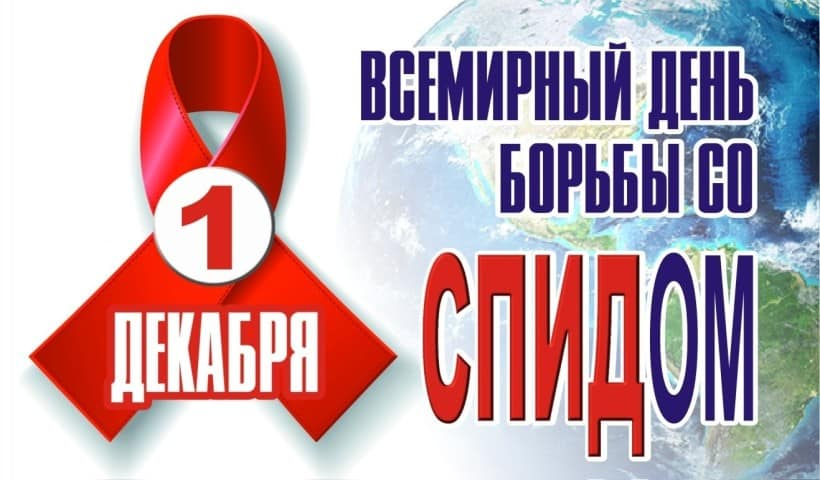 1
ДЕКАБРЯ
ВСЕМИРНЫЙ ДЕНЬ
БОРЬБЫ СО
СПИДОМ